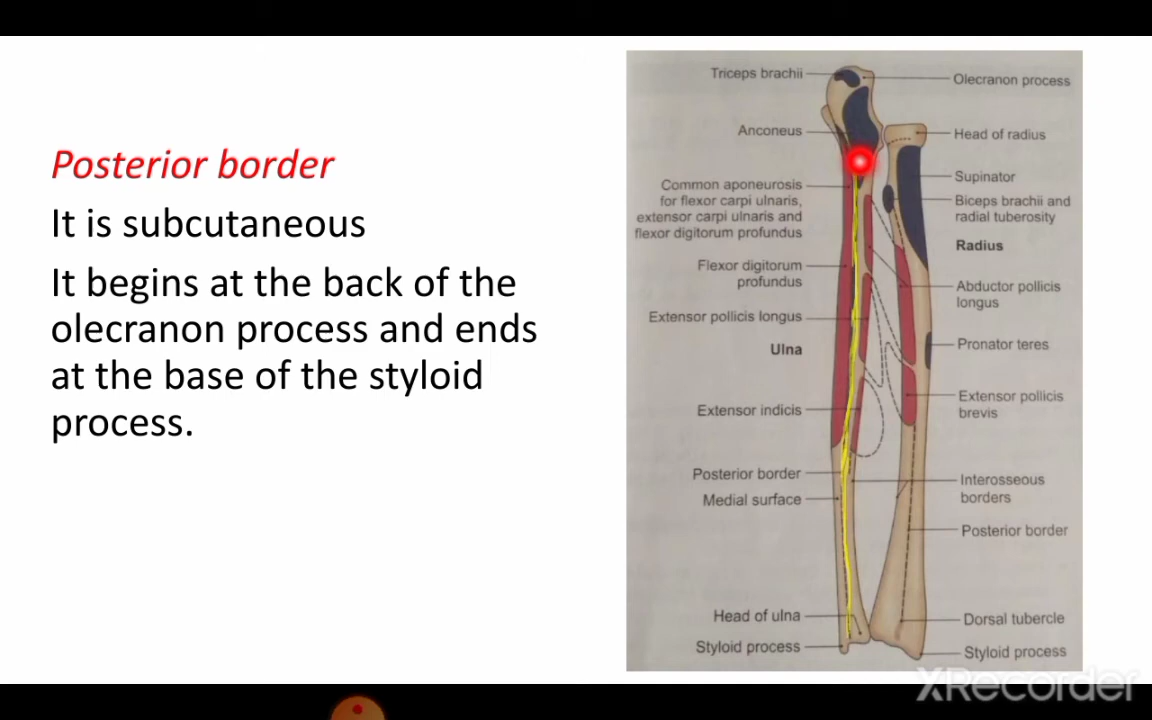 Posterior border
It is subcutaneous
It begins at the back of the
olecranon process and ends
at the base of the styloid
process.
Triceps brachii
Anconeus
Common aponeurosis
for flexor carpi ulnaris,
extensor carpi ulnaris and
flexor digitorum profundus
Flexor digitorum
profundus
Extensor pollicis longus
Ulna
Extensor indicis
Posterior border
Medial surface
Head of ulna
Styloid process
Olecranon process
Head of radius
Supinator
Biceps brachii and
radial tuberosity
Radius
Abductor pollicis
longus
Pronator teres
Extensor pollicis
brevis
Interosseous
borders
Posterior border
Dorsal tubercle
Styloid process
XRecorder